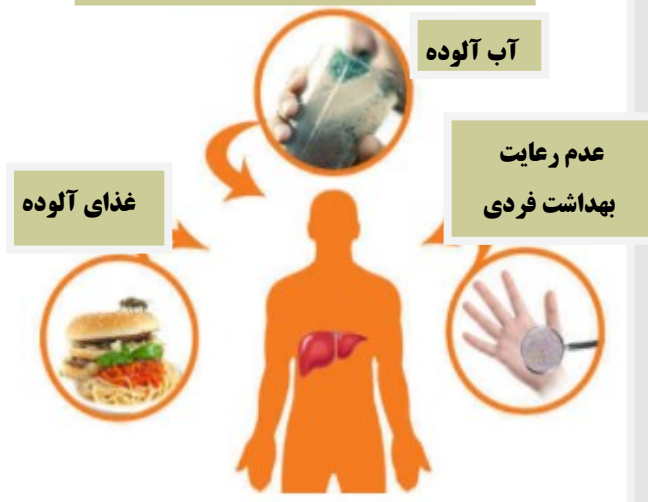 آب آلوده
عدم رعایت
بهداشت فردی
غذای آلوده